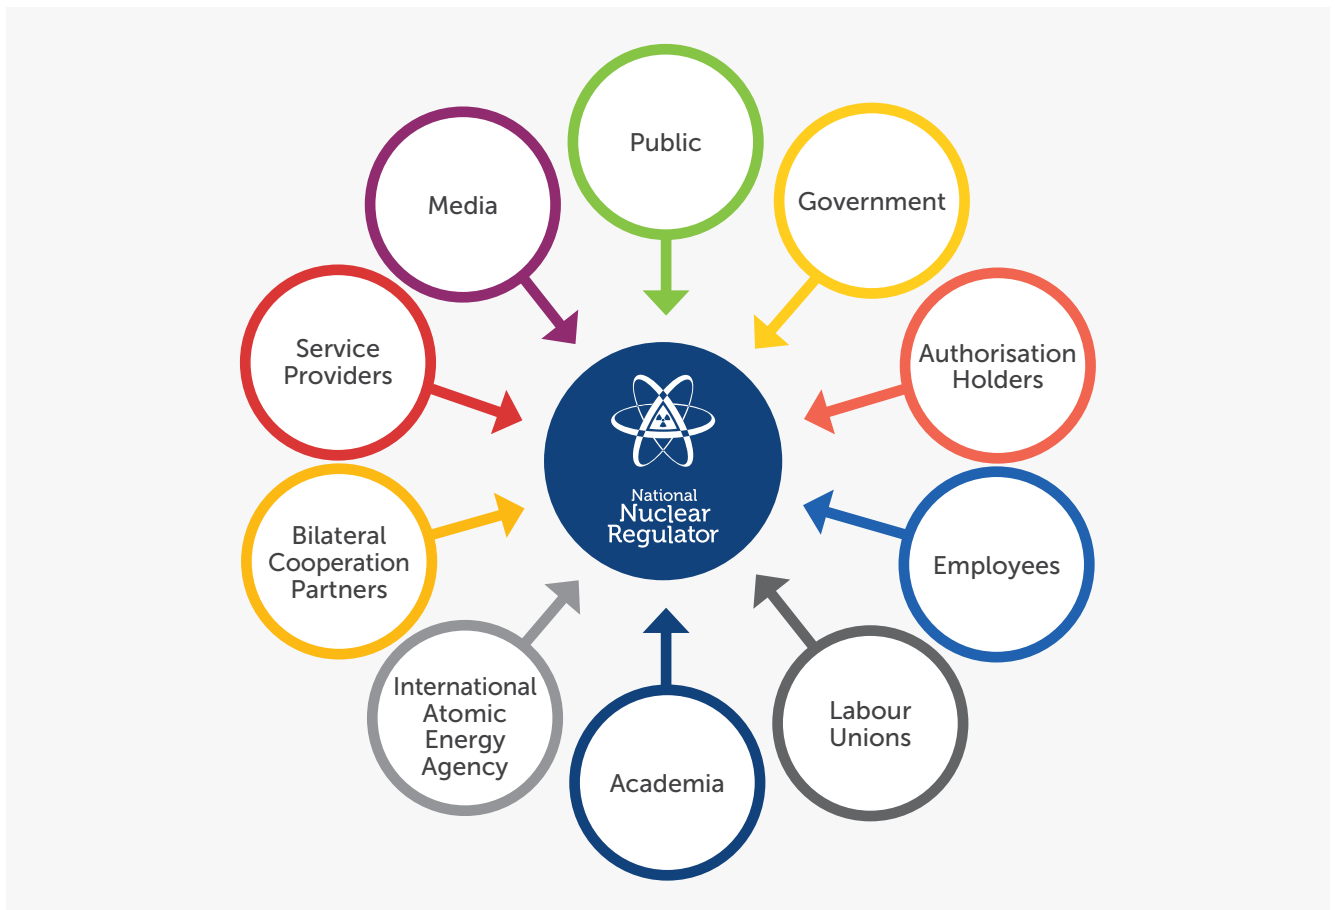 Public
Government
Media
Authorisation
Holders
Service
Providers
National
Nuclear
Regulator
Employees
Bilateral
Cooperation
Partners
Labour
Unions
International
Atomic
Energy
Agency
Academia